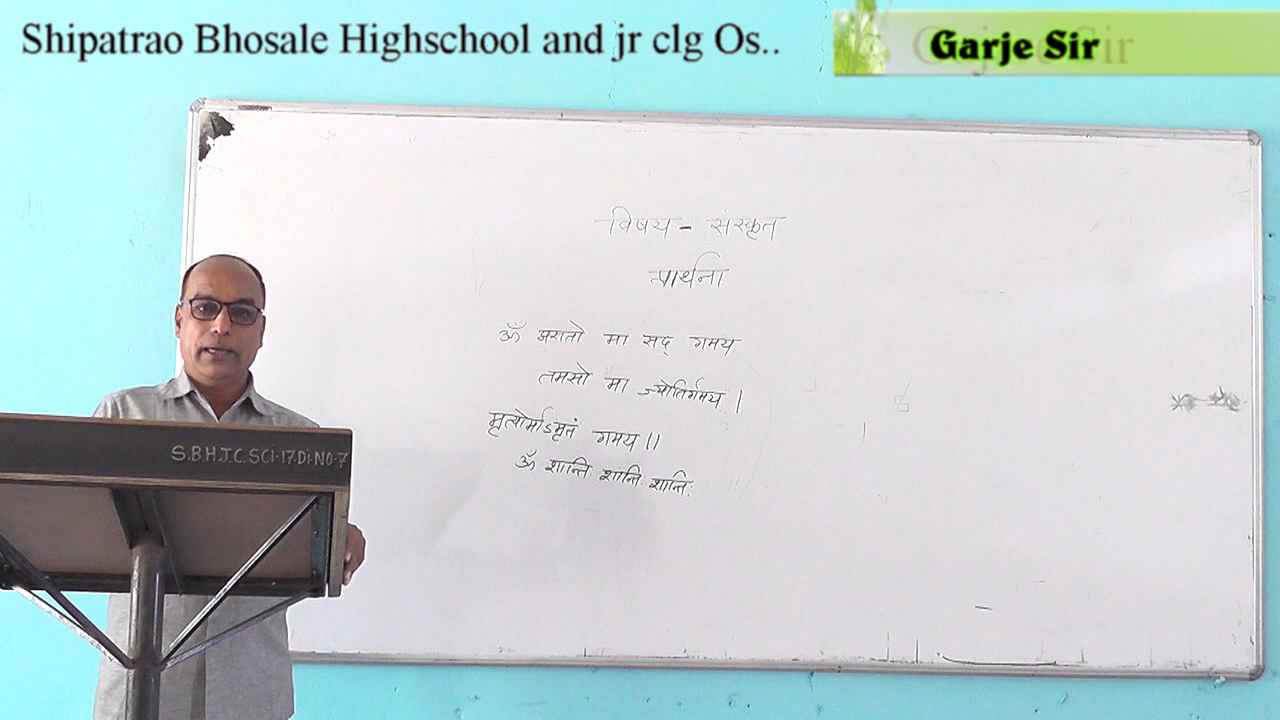 Shipatrao Bhosale Highschool and jr clg Os..
Garje Sir
विषय - संस्कृत
प्रार्थना
ॐ असतो मा सद् गमय
तमसो मा ज्योतिर्गमय ।
मृत्योर्माऽमृतं गमय ॥
ॐ शान्तिः शान्तिः शान्तिः
S.B.H.J.C.SCI-17.DI.NO-7